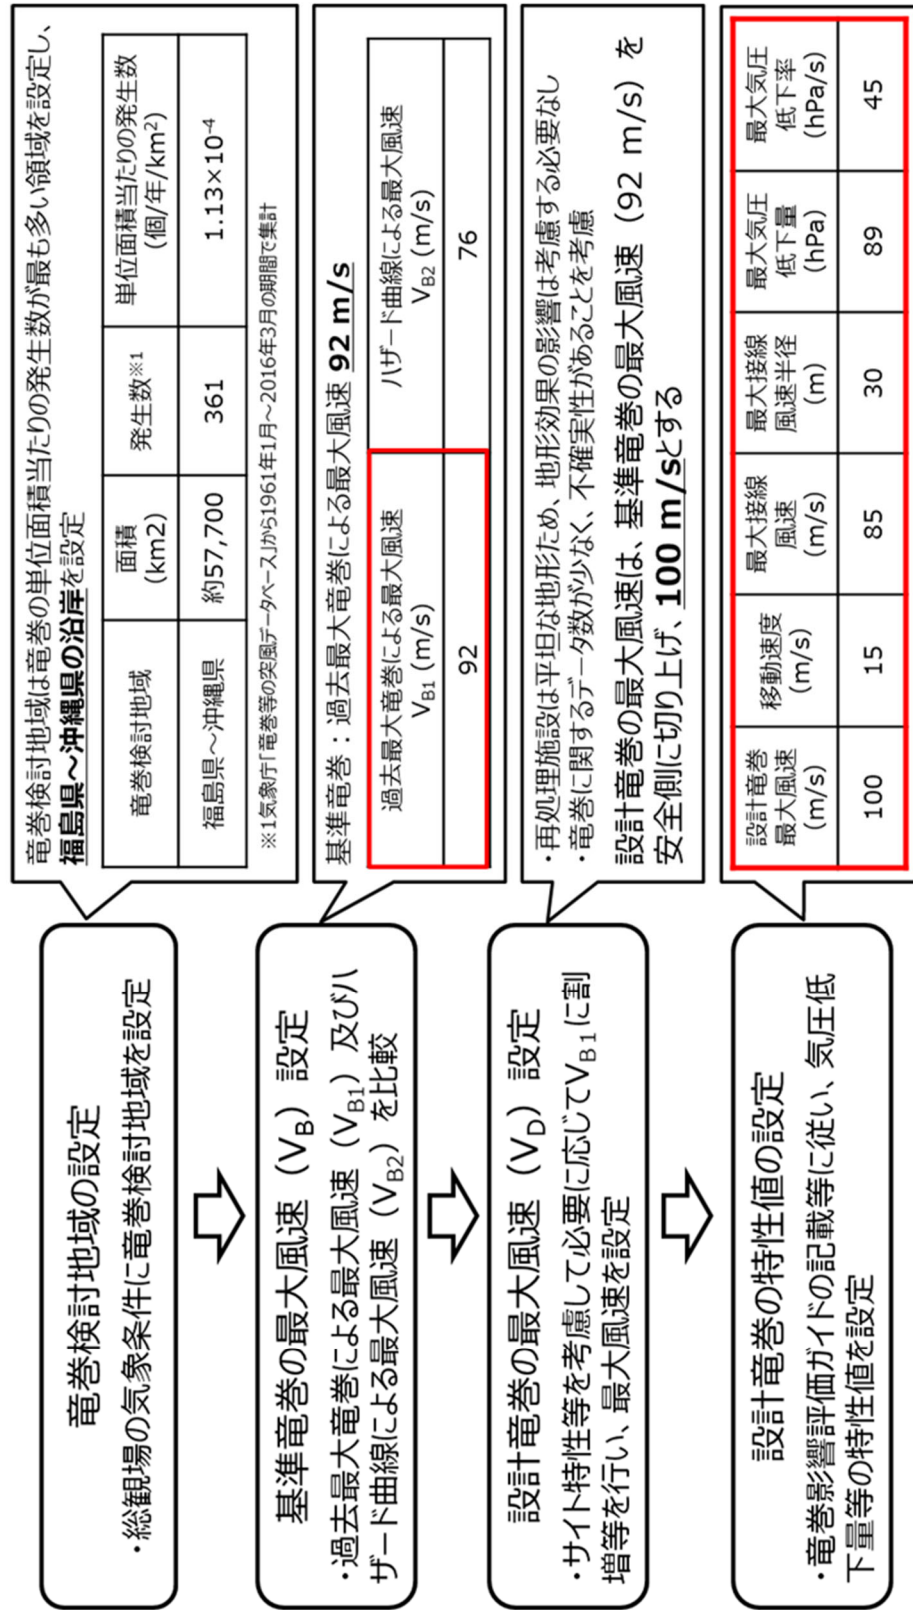 竜巻検討地域の設定
・総観場の気象条件に竜巻検討地域を設定
竜巻検討地域は竜巻の単位面積当たりの発生数が最も多い領域を設定し、
福島県～沖縄県の沿岸を設定
竜巻検討地域 面積 (km2) 発生数※1 単位面積当たりの発生数 (個/年/km²)
福島県～沖縄県 約57,700 361 1.13×10⁻⁴
※1気象庁「竜巻等の突風データベース」から1961年1月～2016年3月の期間で集計
基準竜巻の最大風速（VB）設定
・過去最大竜巻による最大風速（VB1）及びハ
ザード曲線による最大風速（VB2）を比較
基準竜巻：過去最大竜巻による最大風速 92 m/s
過去最大竜巻による最大風速 VB1 (m/s) ハザード曲線による最大風速 VB2 (m/s)
92 76
設計竜巻の最大風速（VD）設定
・サイト特性等を考慮して必要に応じてVB1に割
増等を行い、最大風速を設定
・再処理施設は平坦な地形ため、地形効果の影響は考慮する必要なし
・竜巻に関するデータ数が少なく、不確実性があることを考慮
設計竜巻の最大風速は、基準竜巻の最大風速（92 m/s）を
安全側に切り上げ、100 m/sとする
設計竜巻の特性値の設定
・竜巻影響評価ガイドの記載等に従い、気圧低
下量等の特性値を設定
設計竜巻最大風速 (m/s) 移動速度 (m/s) 最大接線風速 (m/s) 最大接線風速半径 (m) 最大気圧低下量 (hPa) 最大気圧低下率 (hPa/s)
100 15 85 30 89 45